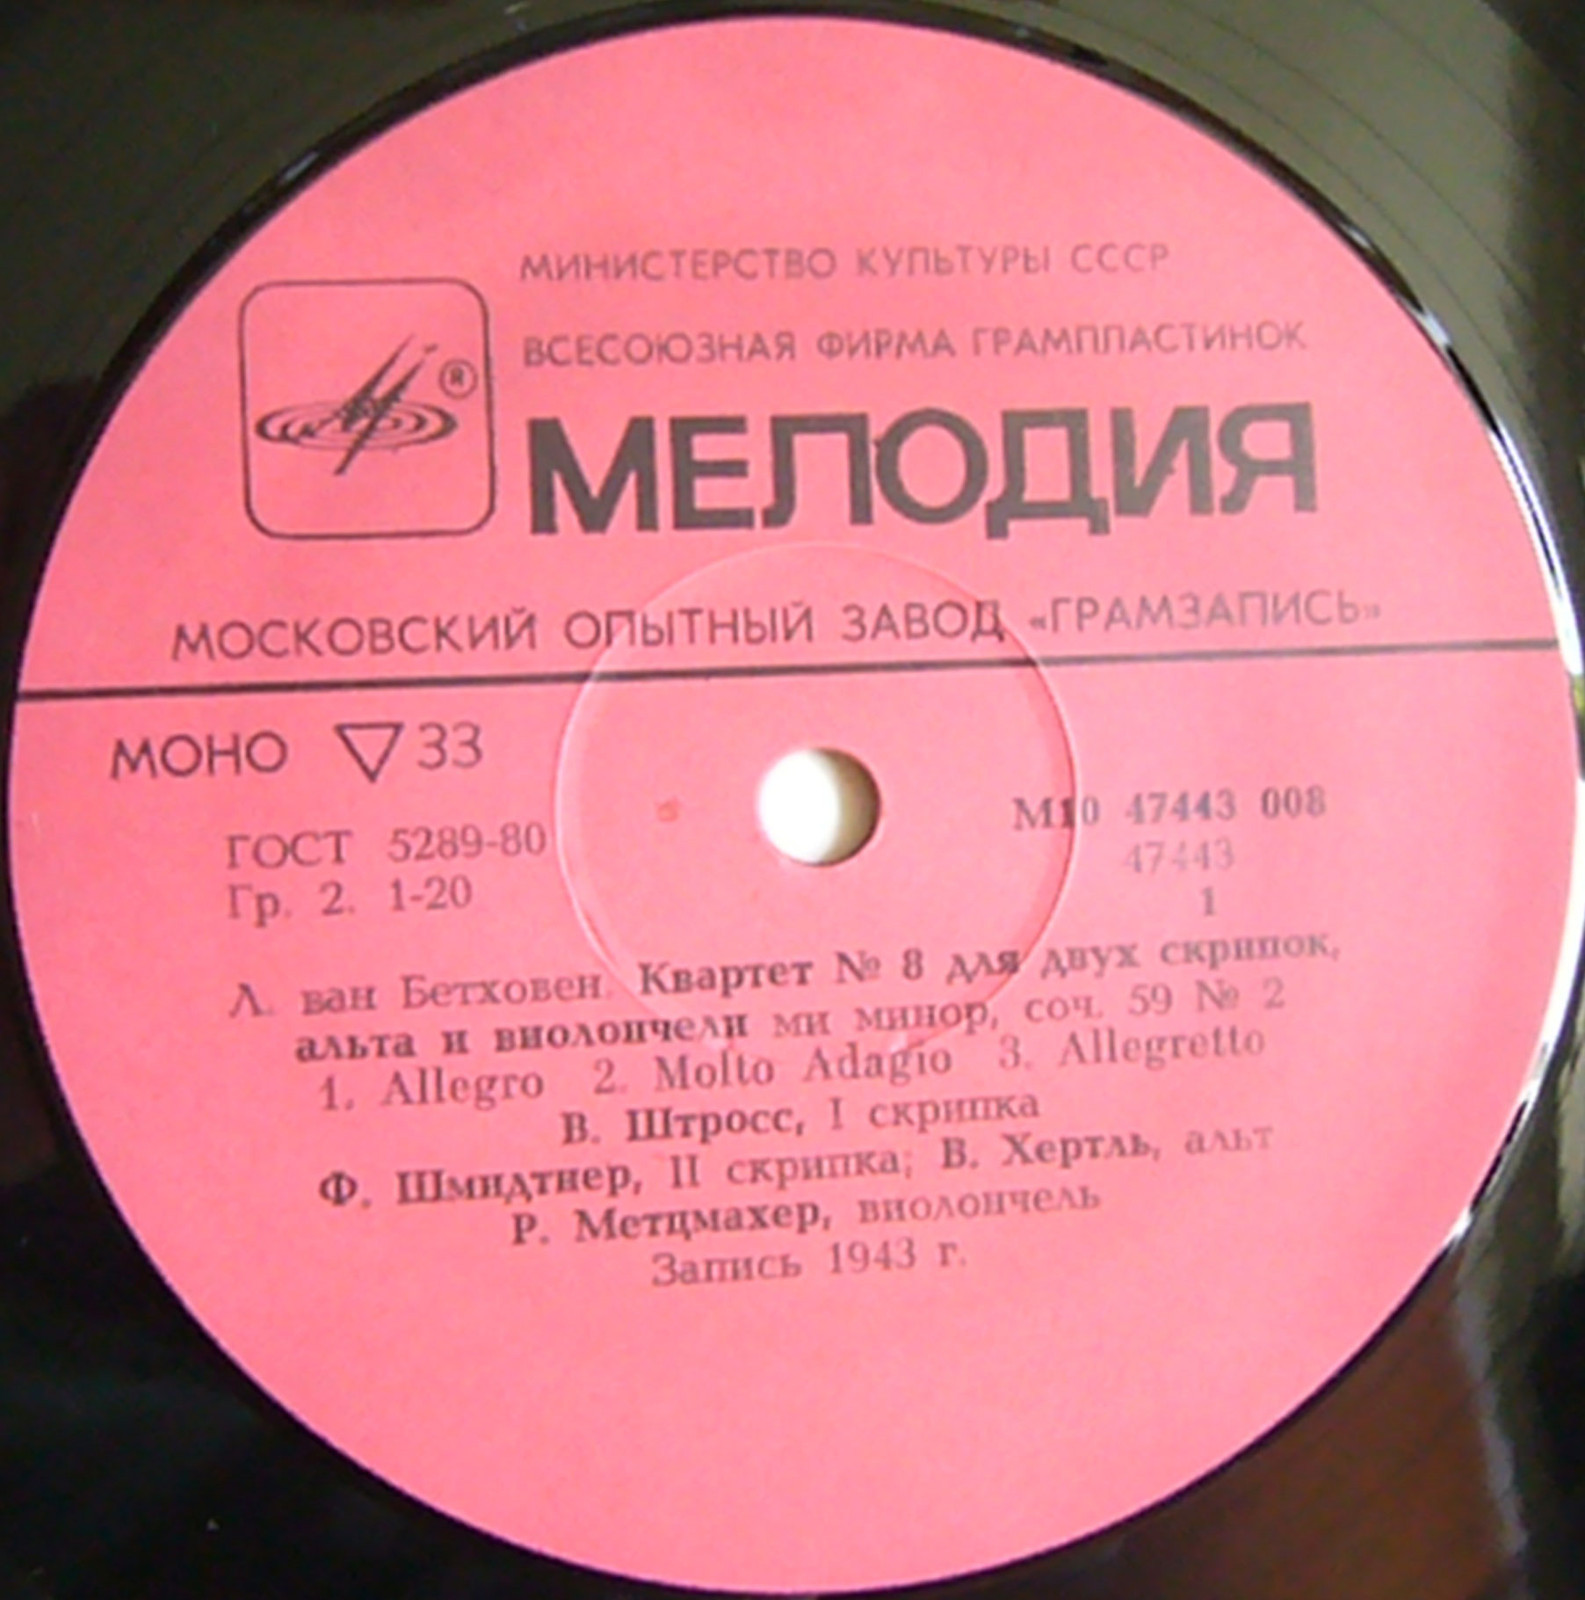 МИНИСТЕРСТВО КУЛЬТУРЫ СССР
ВСЕСОЮЗНАЯ ФИРМА ГРАМПЛАСТИНОК
®
МЕЛОДИЯ
МОСКОВСКИЙ ОПЫТНЫЙ ЗАВОД «ГРАМЗАПИСЬ»
МОНО ▽ 33
ГОСТ 5289-80
Гр. 2. 1-20
М10 47443 008
47443
1
Л. ван Бетховен. Квартет № 8 для двух скрипок,
альта и виолончели ми минор, соч. 59 № 2
1. Allegro 2. Molto Adagio 3. Allegretto
В. Штросс, I скрипка
Ф. Шмидтнер, II скрипка; В. Хертль, альт
Р. Метцмахер, виолончель
Запись 1943 г.